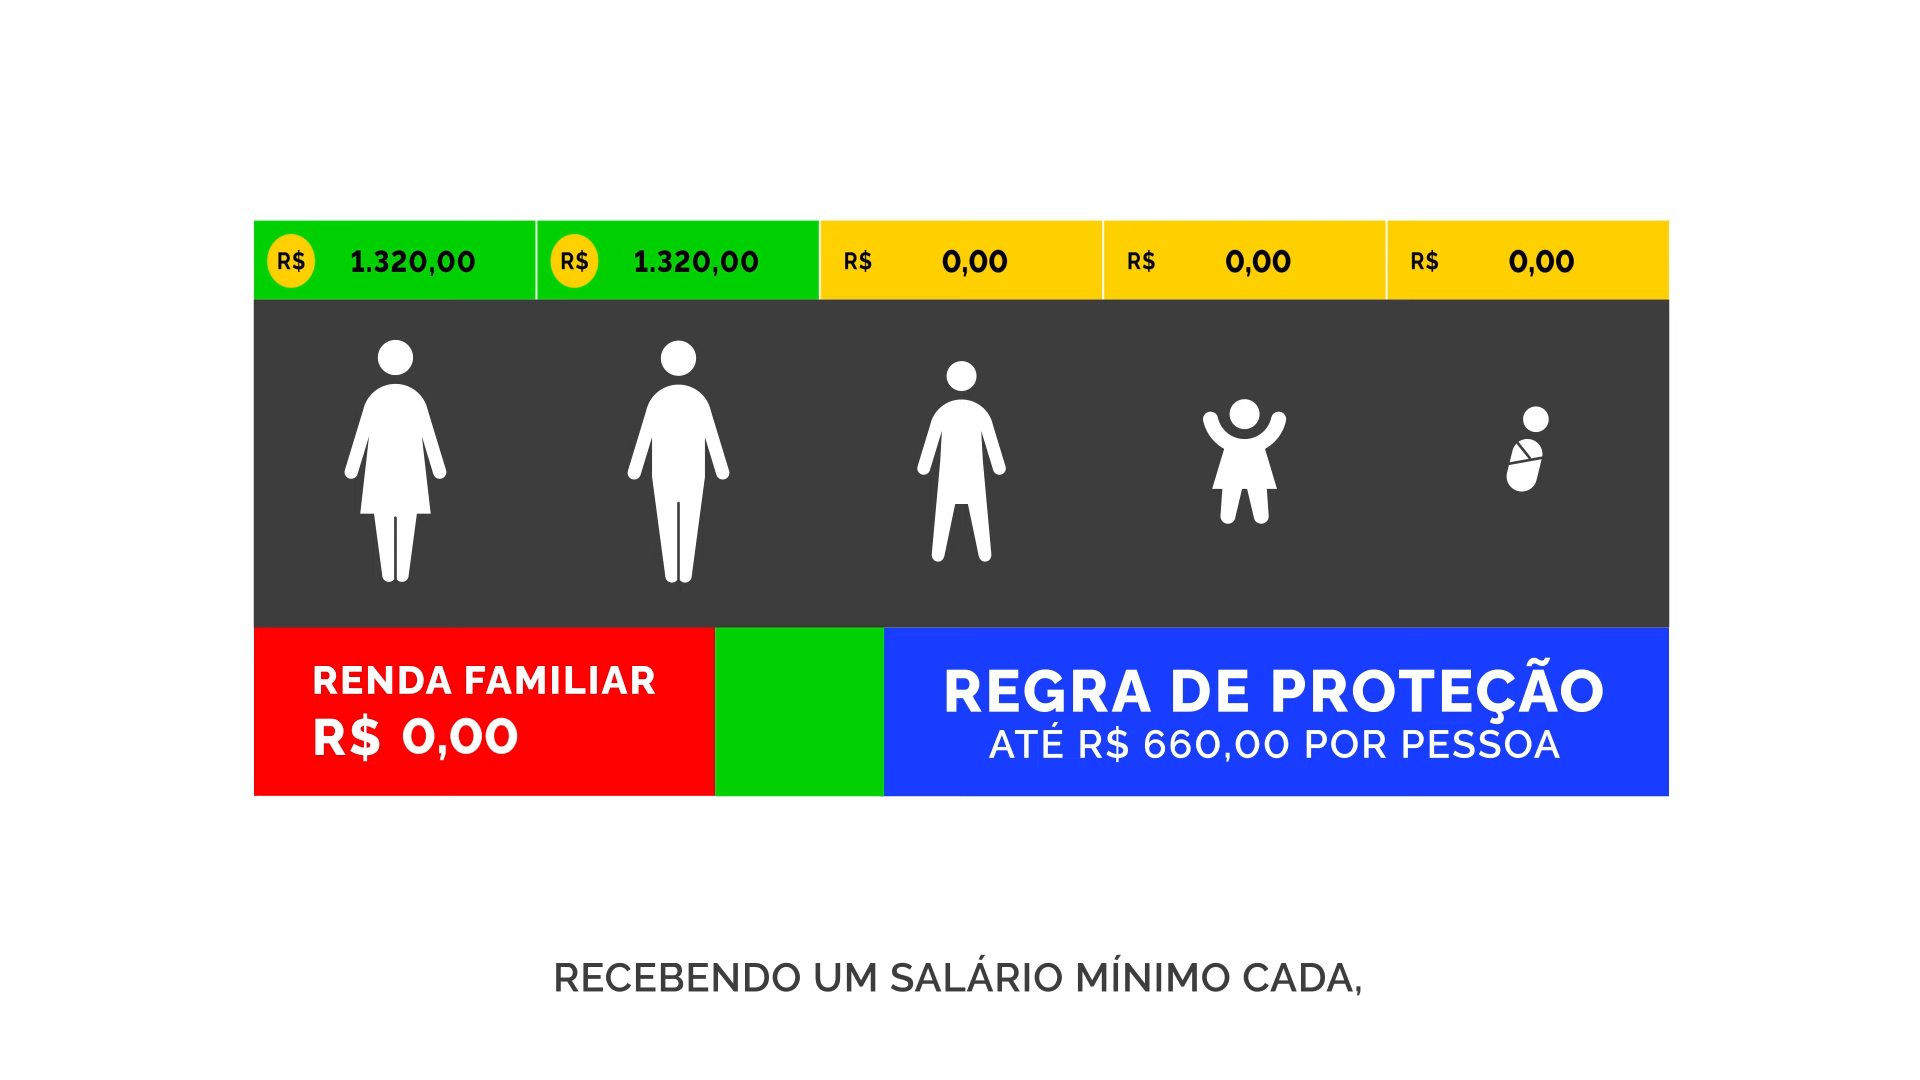 R$ 1.320,00 R$ 1.320,00 R$ 0,00 R$ 0,00 R$ 0,00
RENDA FAMILIAR
R$ 0,00
REGRA DE PROTEÇÃO
ATÉ R$ 660,00 POR PESSOA
RECEBENDO UM SALÁRIO MÍNIMO CADA,